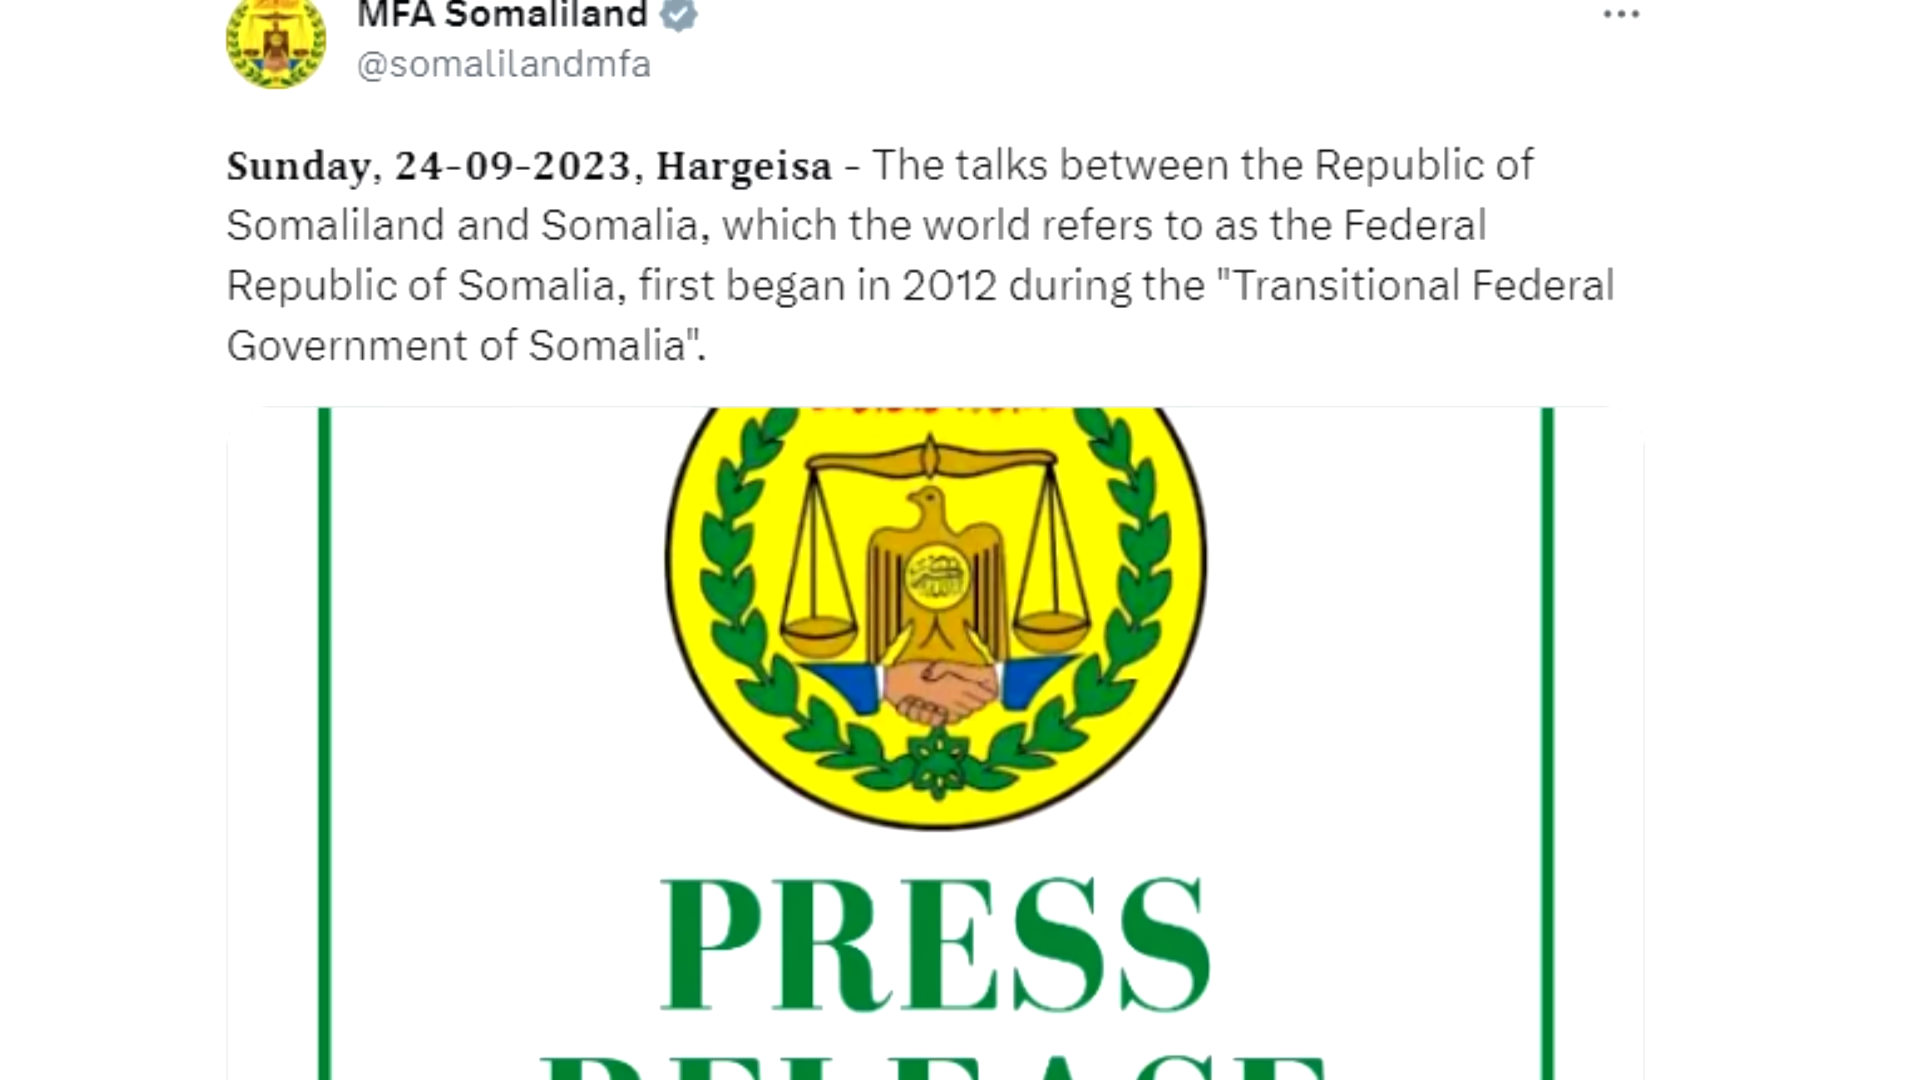 MFA Somaliland
@somalilandmfa
Sunday, 24-09-2023, Hargeisa - The talks between the Republic of
Somaliland and Somalia, which the world refers to as the Federal
Republic of Somalia, first began in 2012 during the "Transitional Federal
Government of Somalia".
PRESS
RELEASE